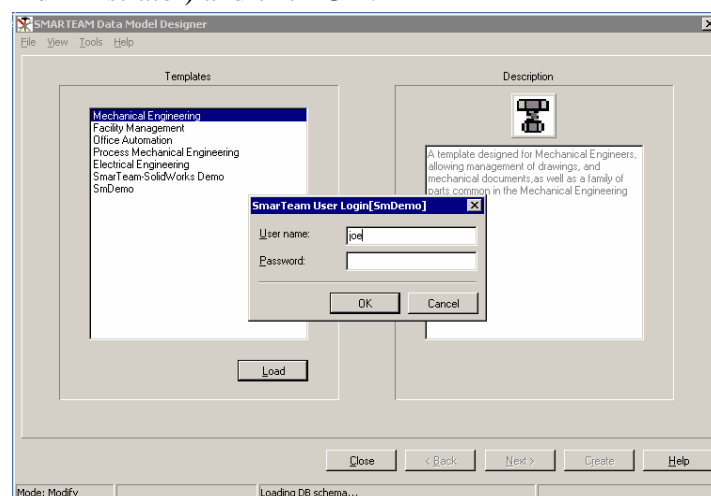 SMARTEAM Data Model Designer
File View Tools Help
Templates
Description
Mechanical Engineering
Facility Management
Office Automation
Process Mechanical Engineering
Electrical Engineering
SmarTeam-SolidWorks Demo
SmDemo
A template designed for Mechanical Engineers,
allowing management of drawings, and
mechanical documents,as well as a family of
parts common in the Mechanical Engineering
SmarTeam User Login[SmDemo]
User name: joe
Password:
OK Cancel
Load
Close < Back Next > Create Help
Mode: Modify Loading DB schema...